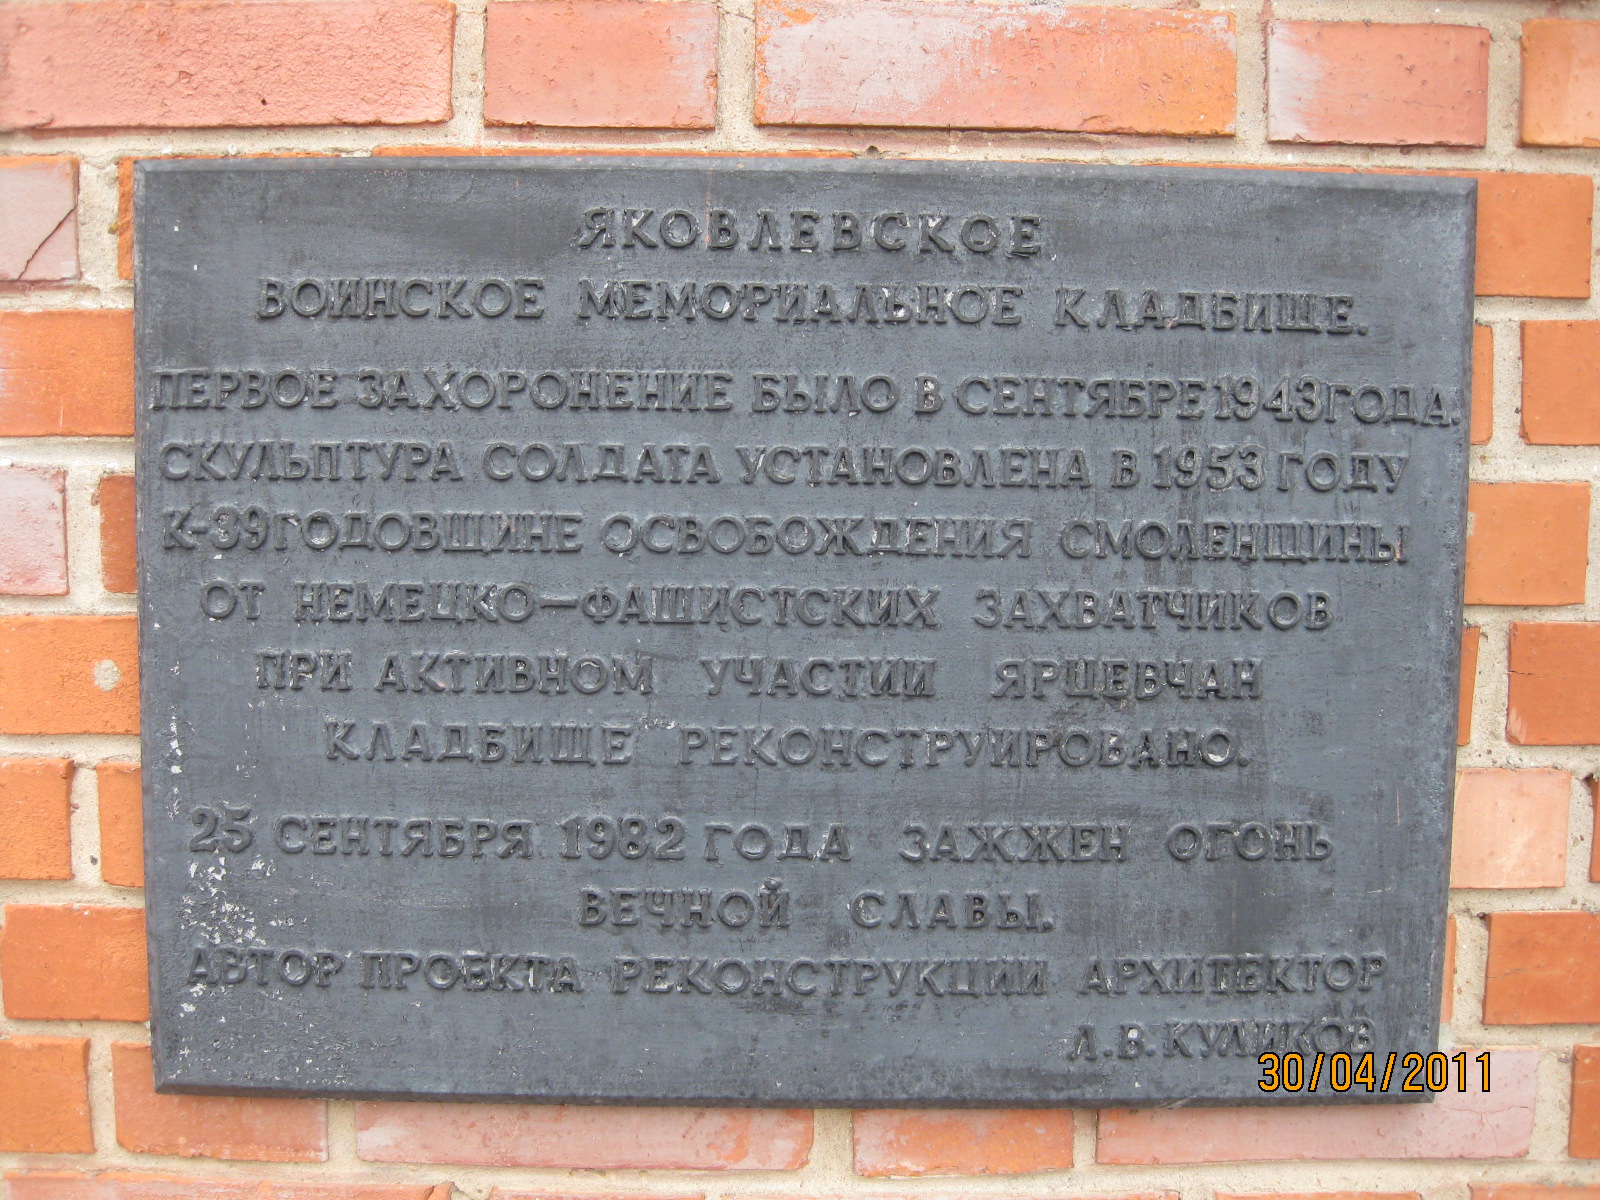 ЯКОВЛЕВСКОЕ
ВОИНСКОЕ МЕМОРИАЛЬНОЕ КЛАДБИЩЕ.
ПЕРВОЕ ЗАХОРОНЕНИЕ БЫЛО В СЕНТЯБРЕ 1943 ГОДА.
СКУЛЬПТУРА СОЛДАТА УСТАНОВЛЕНА В 1953 ГОДУ
К-39 ГОДОВЩИНЕ ОСВОБОЖДЕНИЯ СМОЛЕНЩИНЫ
ОТ НЕМЕЦКО-ФАШИСТСКИХ ЗАХВАТЧИКОВ
ПРИ АКТИВНОМ УЧАСТИИ ЯРЦЕВЧАН
КЛАДБИЩЕ РЕКОНСТРУИРОВАНО.
25 СЕНТЯБРЯ 1982 ГОДА ЗАЖЖЕН ОГОНЬ
ВЕЧНОЙ СЛАВЫ.
АВТОР ПРОЕКТА РЕКОНСТРУКЦИИ АРХИТЕКТОР
Л.В.КУЛИКОВ
30/04/2011